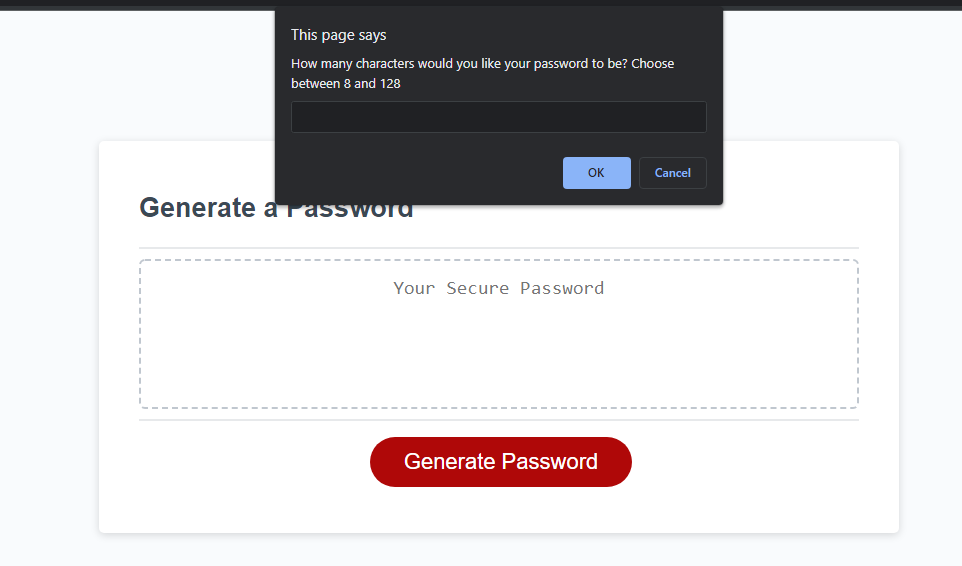 This page says
How many characters would you like your password to be? Choose
between 8 and 128
OK
Cancel
Generate a Password
Your Secure Password
Generate Password